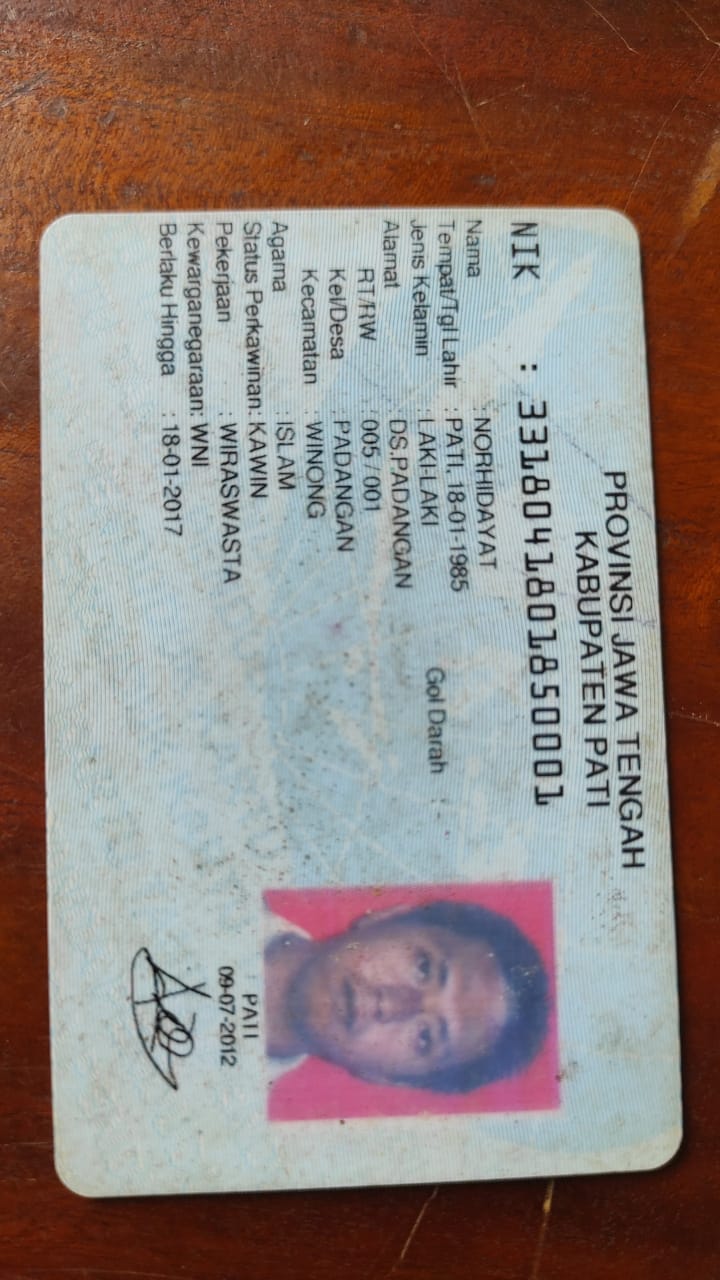 PROVINSI JAWA TENGAH
KABUPATEN PATI
NIK : 3318041801850001
Nama : NORHIDAYAT
Tempat/Tgl Lahir : PATI, 18-01-1985
Jenis Kelamin : LAKI-LAKI Gol Darah :
Alamat : DS.PADANGAN
RT/RW : 005 / 001
Kel/Desa : PADANGAN
Kecamatan : WINONG
Agama : ISLAM
Status Perkawinan: KAWIN
Pekerjaan : WIRASWASTA
Kewarganegaraan: WNI
Berlaku Hingga : 18-01-2017
PATI
09-07-2012